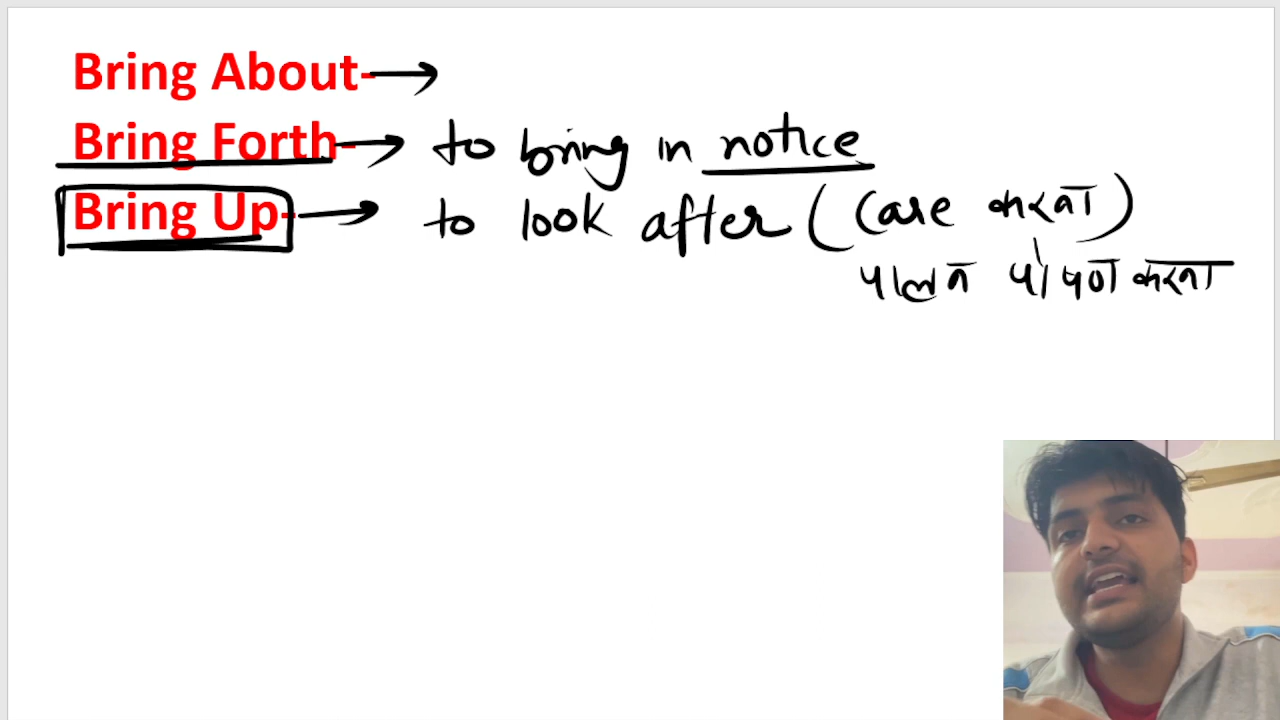 Bring About- →
Bring Forth- → to bring in notice
Bring Up- → to look after (Care करना)
पालन पोषण करना